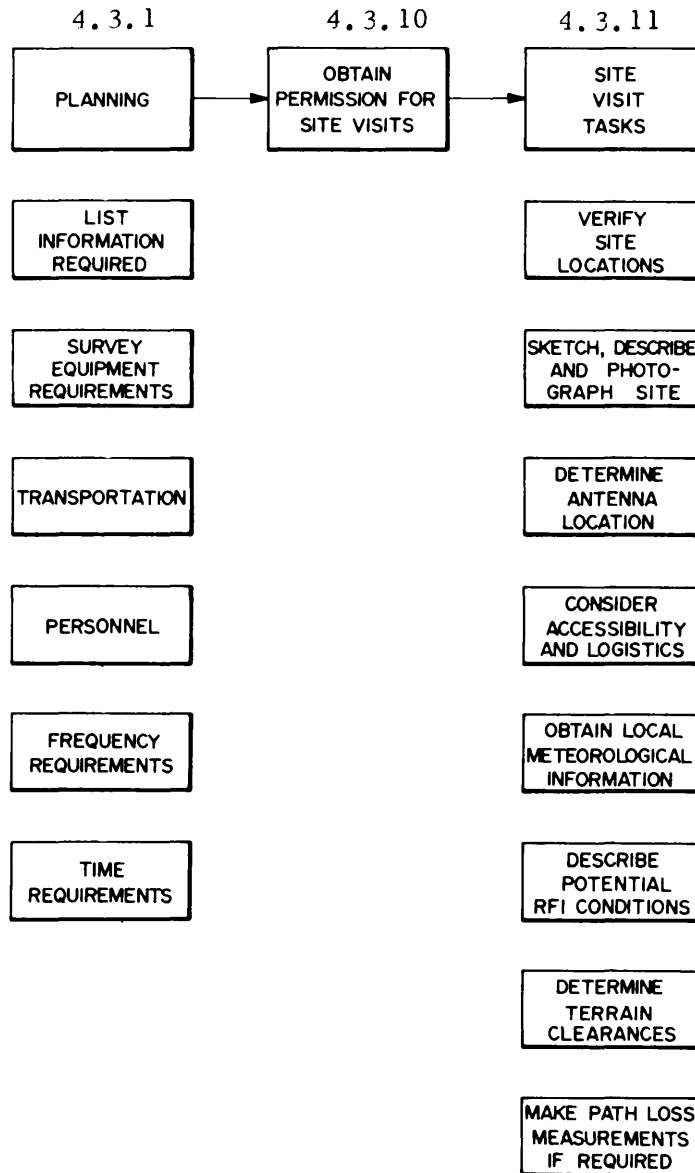 4.3.1
4.3.10
4.3.11
PLANNING
OBTAIN
PERMISSION FOR
SITE VISITS
SITE
VISIT
TASKS
LIST
INFORMATION
REQUIRED
VERIFY
SITE
LOCATIONS
SURVEY
EQUIPMENT
REQUIREMENTS
SKETCH, DESCRIBE
AND PHOTO-
GRAPH SITE
TRANSPORTATION
DETERMINE
ANTENNA
LOCATION
PERSONNEL
CONSIDER
ACCESSIBILITY
AND LOGISTICS
FREQUENCY
REQUIREMENTS
OBTAIN LOCAL
METEOROLOGICAL
INFORMATION
TIME
REQUIREMENTS
DESCRIBE
POTENTIAL
RFI CONDITIONS
DETERMINE
TERRAIN
CLEARANCES
MAKE PATH LOSS
MEASUREMENTS
IF REQUIRED